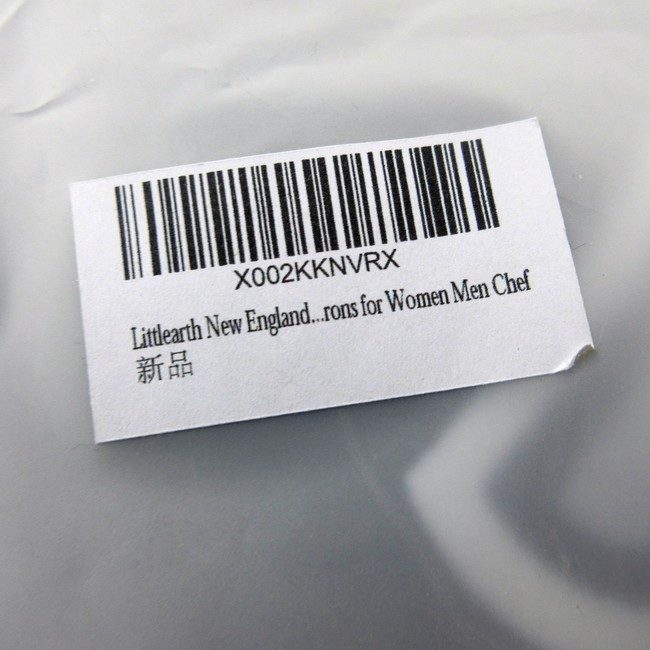 X002KKNVRX
Littlearth New England...rons for Women Men Chef
新品